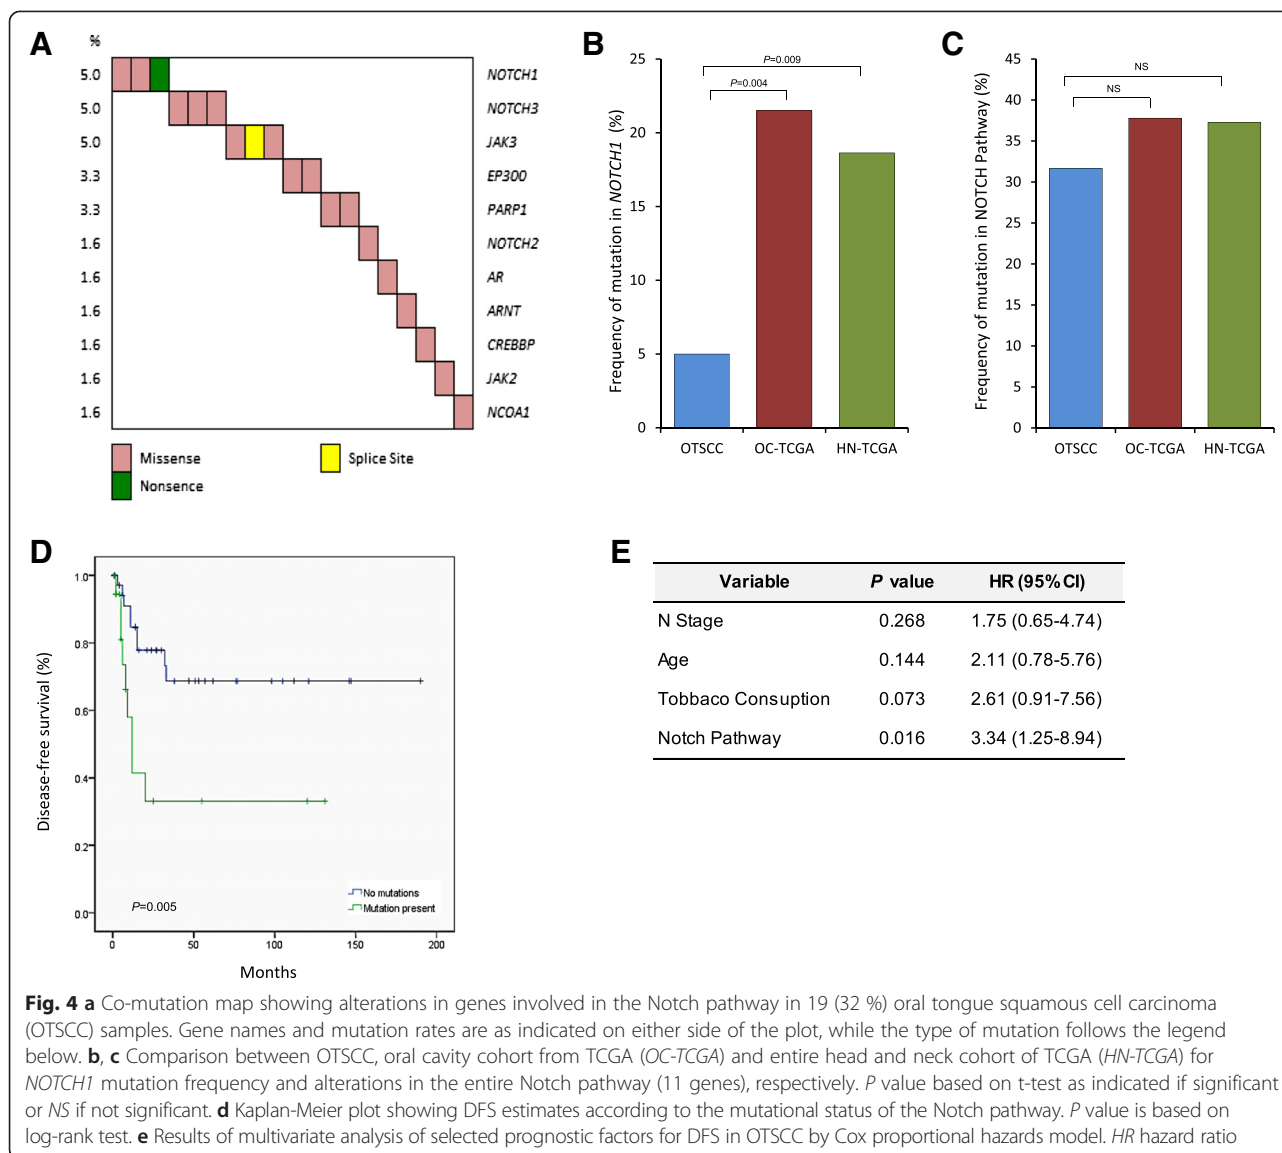 A
%
5.0 NOTCH1
5.0 NOTCH3
5.0 JAK3
3.3 EP300
3.3 PARP1
1.6 NOTCH2
1.6 AR
1.6 ARNT
1.6 CREBBP
1.6 JAK2
1.6 NCOA1
Missense
Splice Site
Nonsence
B
Frequency of mutation in NOTCH1 (%)
25
20
15
10
5
0
P=0.009
P=0.004
OTSCC OC-TCGA HN-TCGA
C
Frequency of mutation in NOTCH Pathway (%)
45
40
35
30
25
20
15
10
5
0
NS
NS
OTSCC OC-TCGA HN-TCGA
D
Disease-free survival (%)
1.0
0.8
0.6
0.4
0.2
0.0
P=0.005
No mutations
Mutation present
0 50 100 150 200
Months
E
Variable P value HR (95%CI)
N Stage 0.268 1.75 (0.65-4.74)
Age 0.144 2.11 (0.78-5.76)
Tobbaco Consuption 0.073 2.61 (0.91-7.56)
Notch Pathway 0.016 3.34 (1.25-8.94)
Fig. 4 a Co-mutation map showing alterations in genes involved in the Notch pathway in 19 (32 %) oral tongue squamous cell carcinoma
(OTSCC) samples. Gene names and mutation rates are as indicated on either side of the plot, while the type of mutation follows the legend
below. b, c Comparison between OTSCC, oral cavity cohort from TCGA (OC-TCGA) and entire head and neck cohort of TCGA (HN-TCGA) for
NOTCH1 mutation frequency and alterations in the entire Notch pathway (11 genes), respectively. P value based on t-test as indicated if significant
or NS if not significant. d Kaplan-Meier plot showing DFS estimates according to the mutational status of the Notch pathway. P value is based on
log-rank test. e Results of multivariate analysis of selected prognostic factors for DFS in OTSCC by Cox proportional hazards model. HR hazard ratio